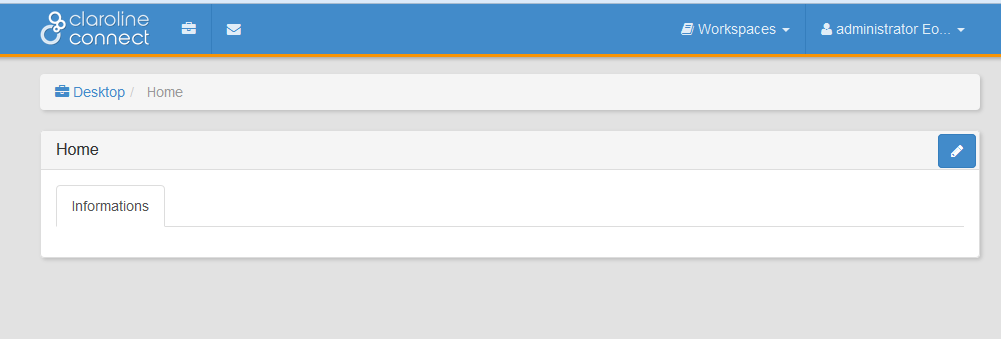 claroline
connect
Workspaces
administrator Eo...
Desktop / Home
Home
Informations